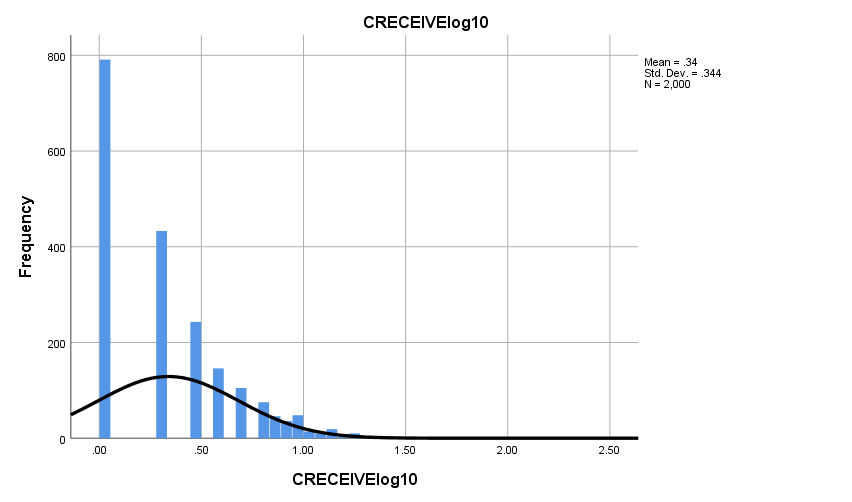 CRECEIVElog10
Mean = .34
Std. Dev. = .344
N = 2,000
800
600
400
200
0
Frequency
.00 .50 1.00 1.50 2.00 2.50
CRECEIVElog10